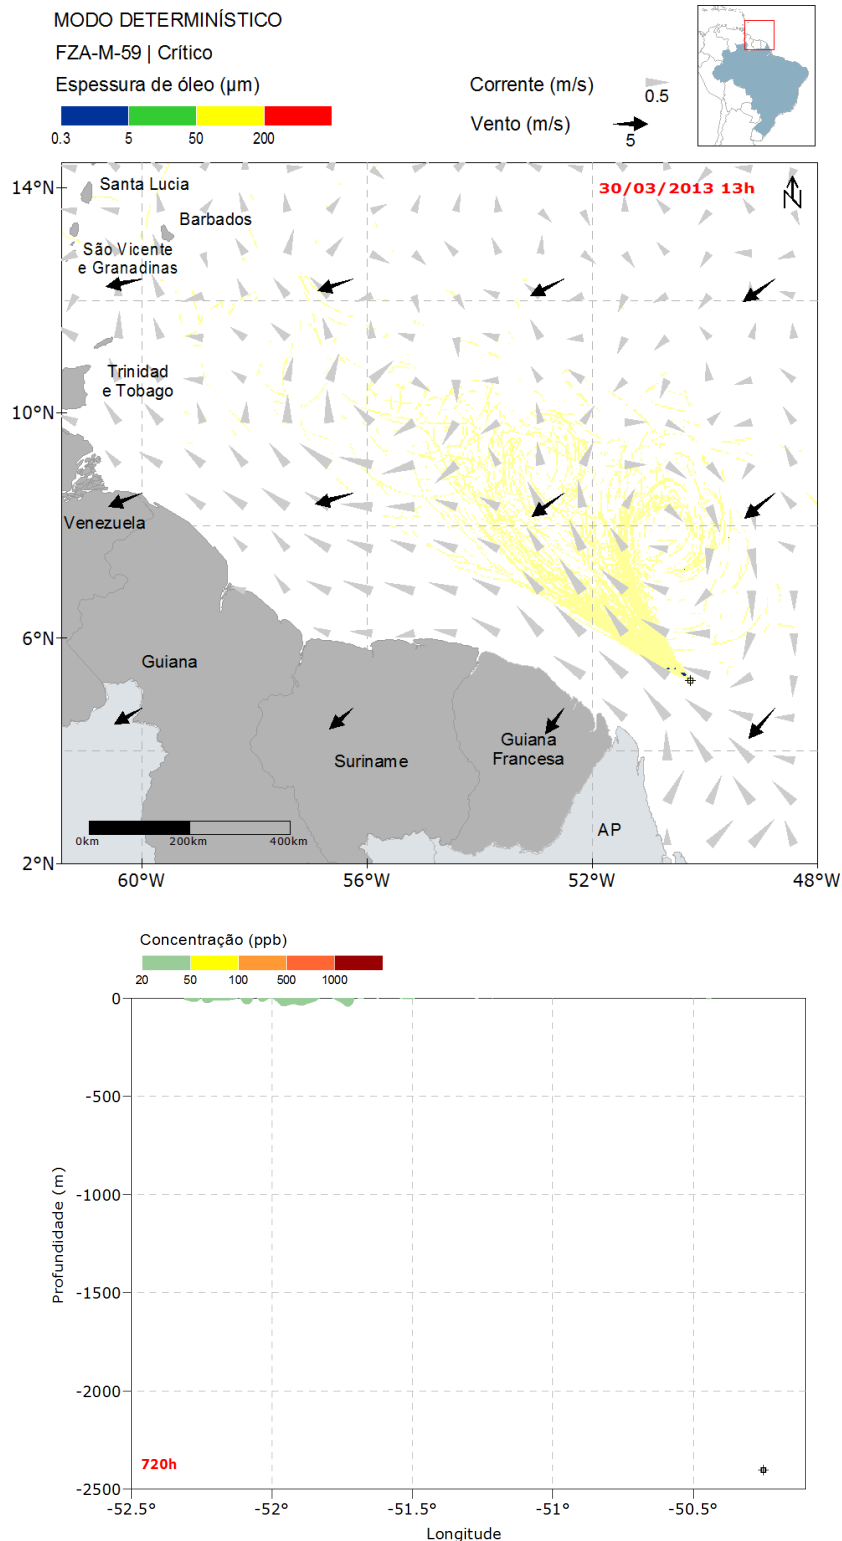 MODO DETERMINÍSTICO
FZA-M-59 | Crítico
Espessura de óleo (µm)
0.3 5 50 200
Corrente (m/s)
0.5
Vento (m/s)
5
30/03/2013 13h
N
14°N
Santa Lucia
Barbados
São Vicente
e Granadinas
Trinidad
e Tobago
10°N
Venezuela
6°N
Guiana
Suriname
Guiana
Francesa
AP
0km 200km 400km
2°N
60°W 56°W 52°W 48°W
Concentração (ppb)
20 50 100 500 1000
0
-500
-1000
-1500
-2000
-2500
Profundidade (m)
720h
-52.5° -52° -51.5° -51° -50.5°
Longitude